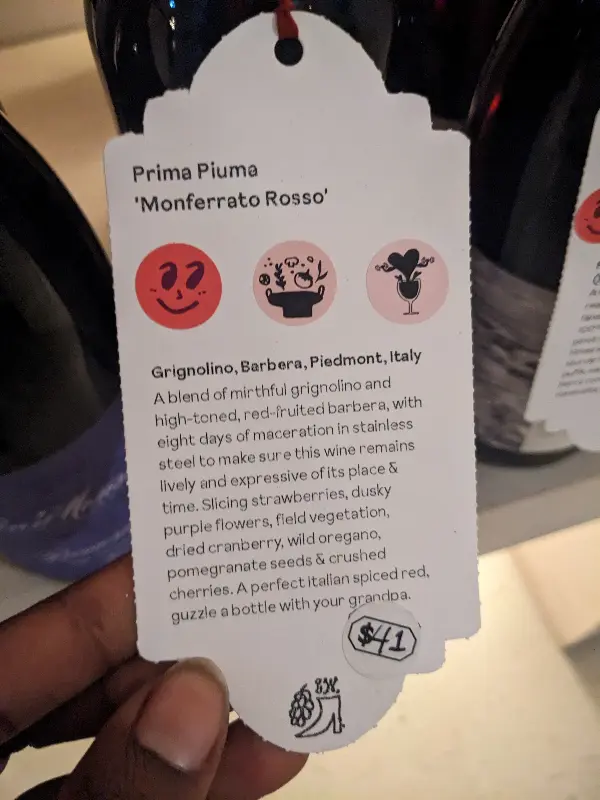 Prima Piuma
'Monferrato Rosso'
Grignolino, Barbera, Piedmont, Italy
A blend of mirthful grignolino and
high-toned, red-fruited barbera, with
eight days of maceration in stainless
steel to make sure this wine remains
lively and expressive of its place &
time. Slicing strawberries, dusky
purple flowers, field vegetation,
dried cranberry, wild oregano,
pomegranate seeds & crushed
cherries. A perfect italian spiced red,
guzzle a bottle with your grandpa.
$41